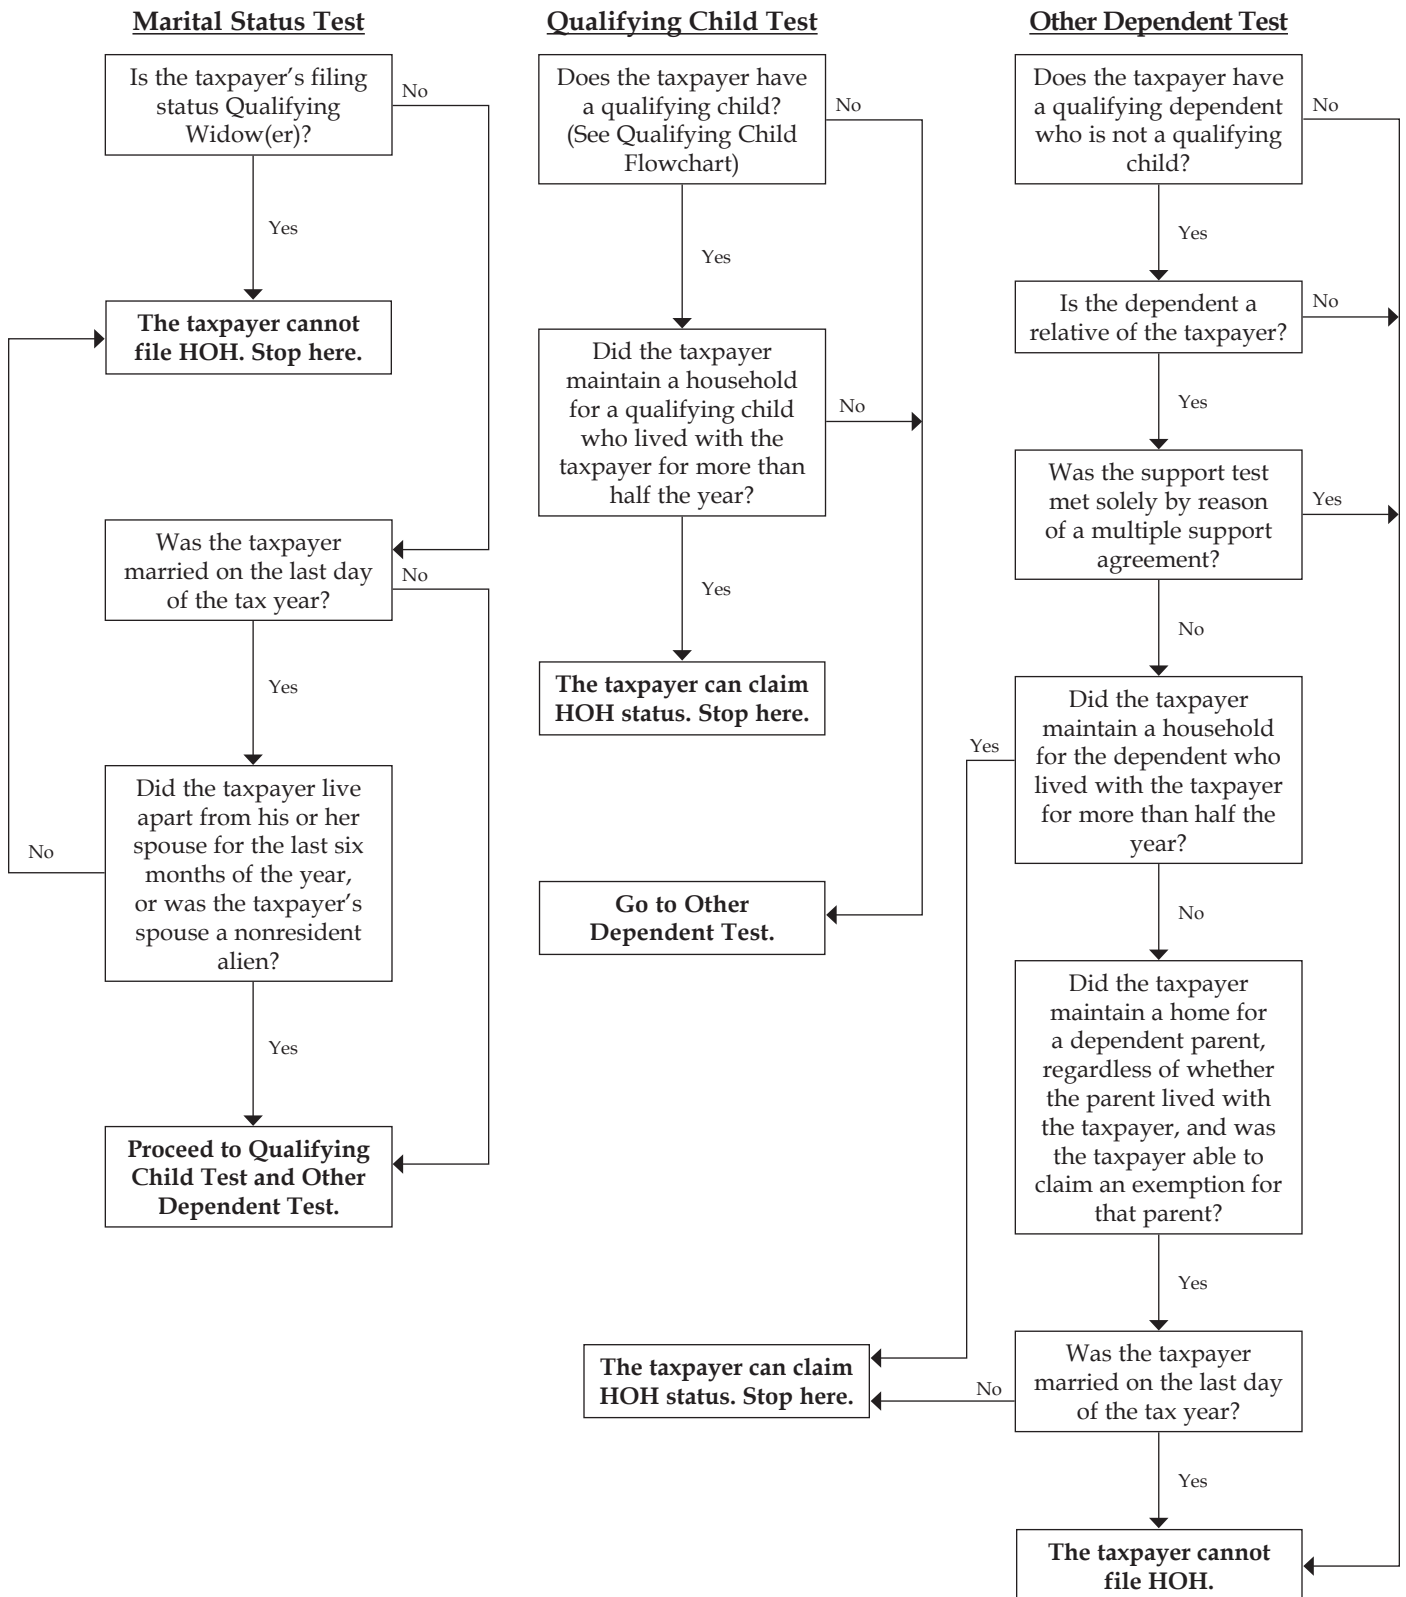 Marital Status Test
Is the taxpayer’s filing
status Qualifying
Widow(er)?
No
Yes
The taxpayer cannot
file HOH. Stop here.
Was the taxpayer
married on the last day
of the tax year?
No
Yes
Did the taxpayer live
apart from his or her
spouse for the last six
months of the year,
or was the taxpayer’s
spouse a nonresident
alien?
No
Yes
Proceed to Qualifying
Child Test and Other
Dependent Test.
Qualifying Child Test
Does the taxpayer have
a qualifying child?
(See Qualifying Child
Flowchart)
No
Yes
Did the taxpayer
maintain a household
for a qualifying child
who lived with the
taxpayer for more than
half the year?
No
Yes
The taxpayer can claim
HOH status. Stop here.
Go to Other
Dependent Test.
Other Dependent Test
Does the taxpayer have
a qualifying dependent
who is not a qualifying
child?
No
Yes
Is the dependent a
relative of the taxpayer?
No
Yes
Was the support test
met solely by reason
of a multiple support
agreement?
Yes
No
Did the taxpayer
maintain a household
for the dependent who
lived with the taxpayer
for more than half the
year?
Yes
No
Did the taxpayer
maintain a home for
a dependent parent,
regardless of whether
the parent lived with
the taxpayer, and was
the taxpayer able to
claim an exemption for
that parent?
Yes
Was the taxpayer
married on the last day
of the tax year?
No
The taxpayer can claim
HOH status. Stop here.
Yes
The taxpayer cannot
file HOH.